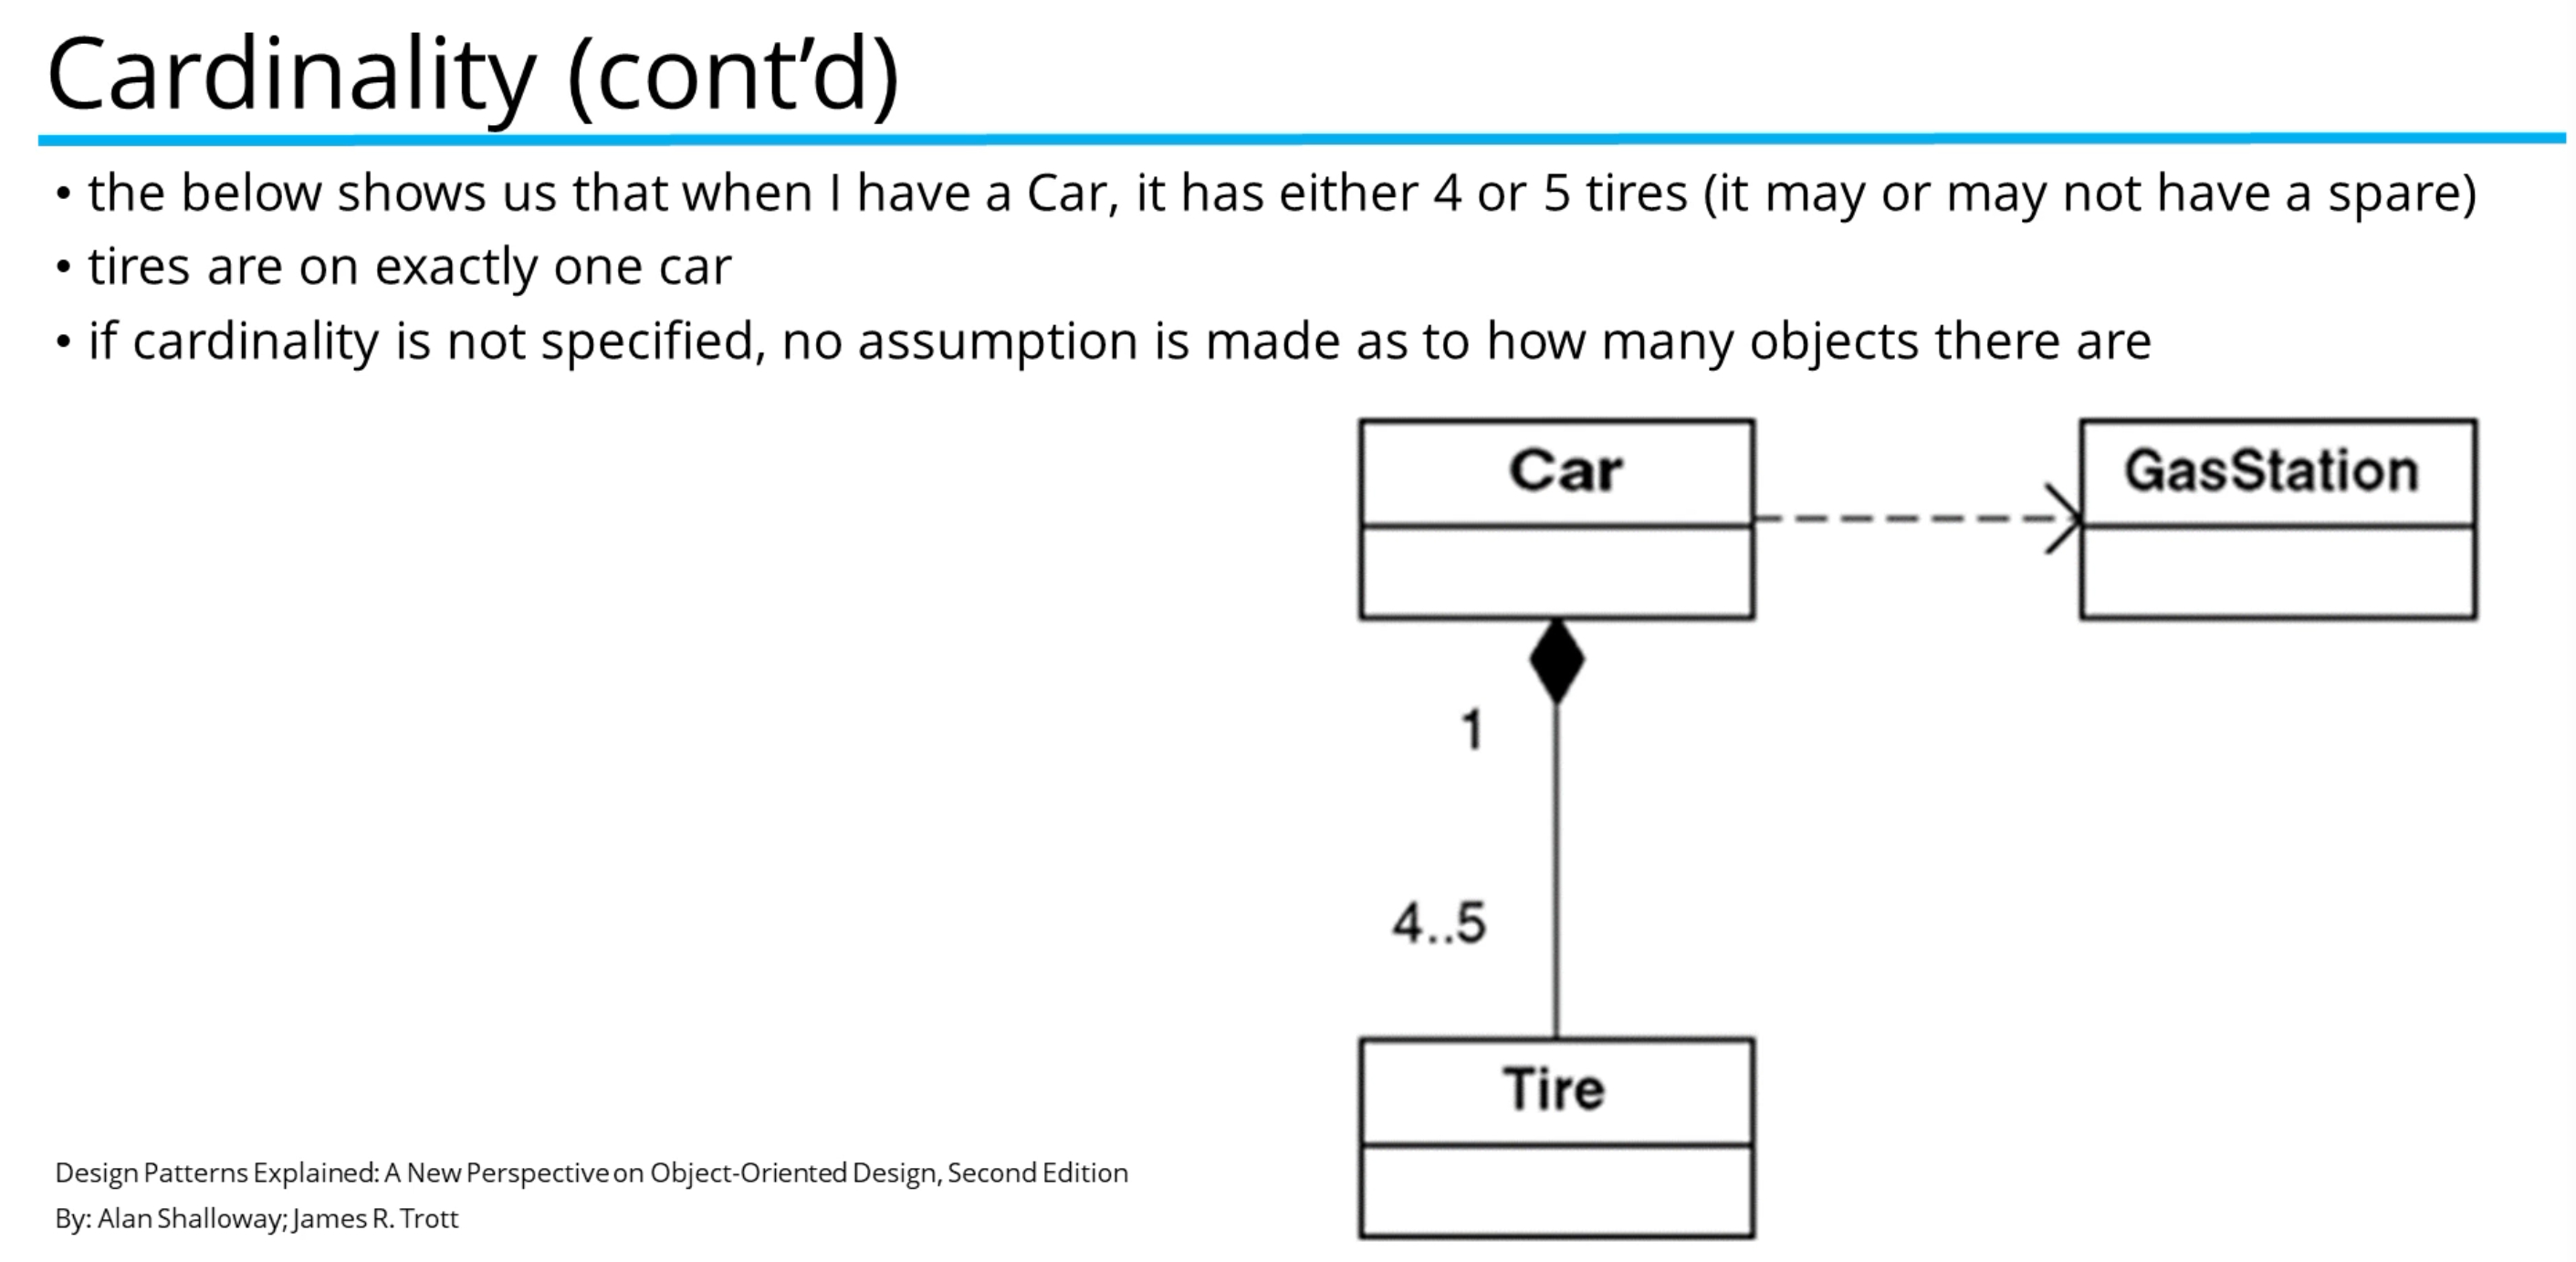 Cardinality (cont’d)
• the below shows us that when I have a Car, it has either 4 or 5 tires (it may or may not have a spare)
• tires are on exactly one car
• if cardinality is not specified, no assumption is made as to how many objects there are
Car
GasStation
1
4..5
Tire
Design Patterns Explained: A New Perspective on Object-Oriented Design, Second Edition
By: Alan Shalloway; James R. Trott